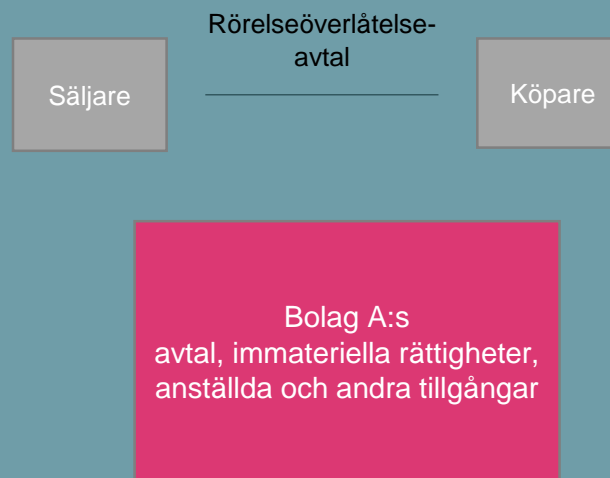 Rörelseöverlåtelse-
avtal
Säljare
Köpare
Bolag A:s
avtal, immateriella rättigheter,
anställda och andra tillgångar